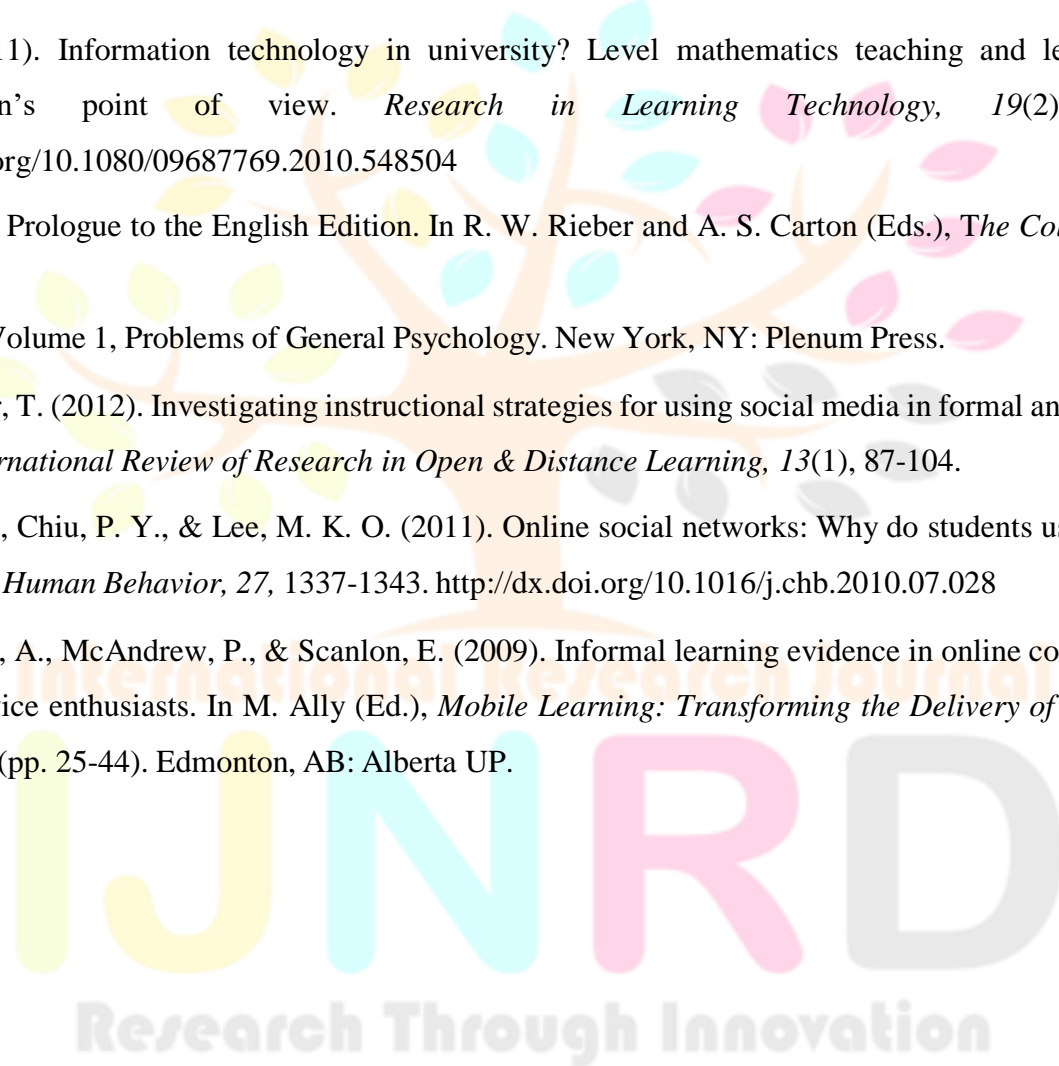 11). Information technology in university? Level mathematics teaching and le
n's point of view. Research in Learning Technology, 19(2)
org/10.1080/09687769.2010.548504
Prologue to the English Edition. In R. W. Rieber and A. S. Carton (Eds.), The Col
Volume 1, Problems of General Psychology. New York, NY: Plenum Press.
, T. (2012). Investigating instructional strategies for using social media in formal an
rnational Review of Research in Open & Distance Learning, 13(1), 87-104.
, Chiu, P. Y., & Lee, M. K. O. (2011). Online social networks: Why do students us
Human Behavior, 27, 1337-1343. http://dx.doi.org/10.1016/j.chb.2010.07.028
, A., McAndrew, P., & Scanlon, E. (2009). Informal learning evidence in online co
International Research Journal
vice enthusiasts. In M. Ally (Ed.), Mobile Learning: Transforming the Delivery of
(pp. 25-44). Edmonton, AB: Alberta UP.
IJNRD
Research Through Innovation